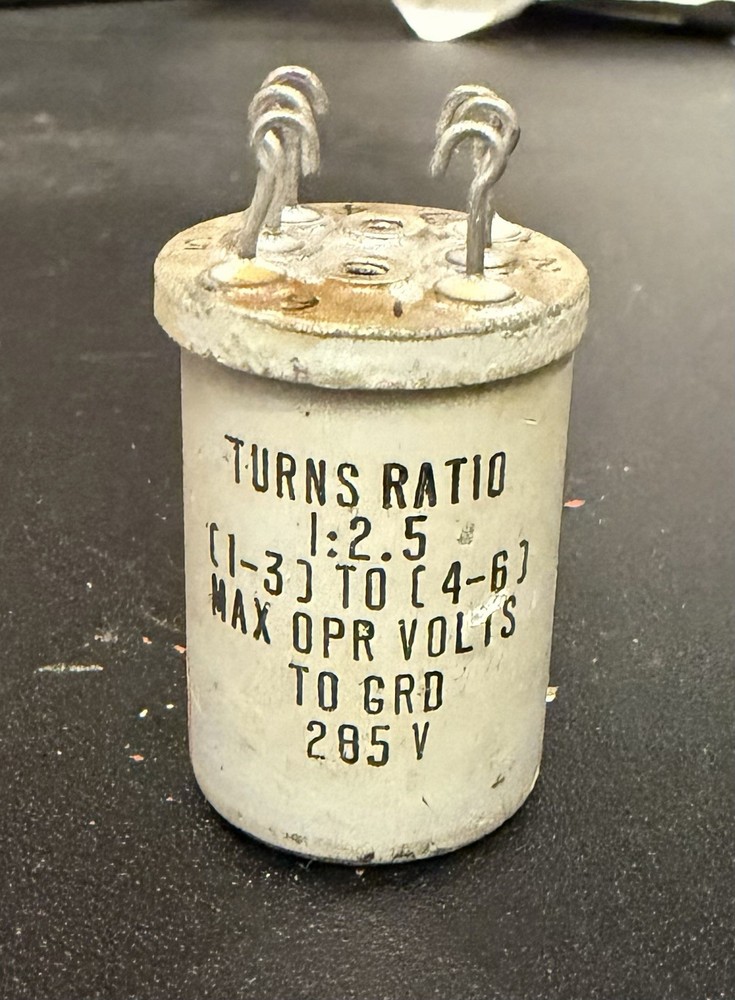 TURNS RATIO
1:2.5
(1-3) TO (4-6)
MAX OPR VOLTS
TO GRD
285 V